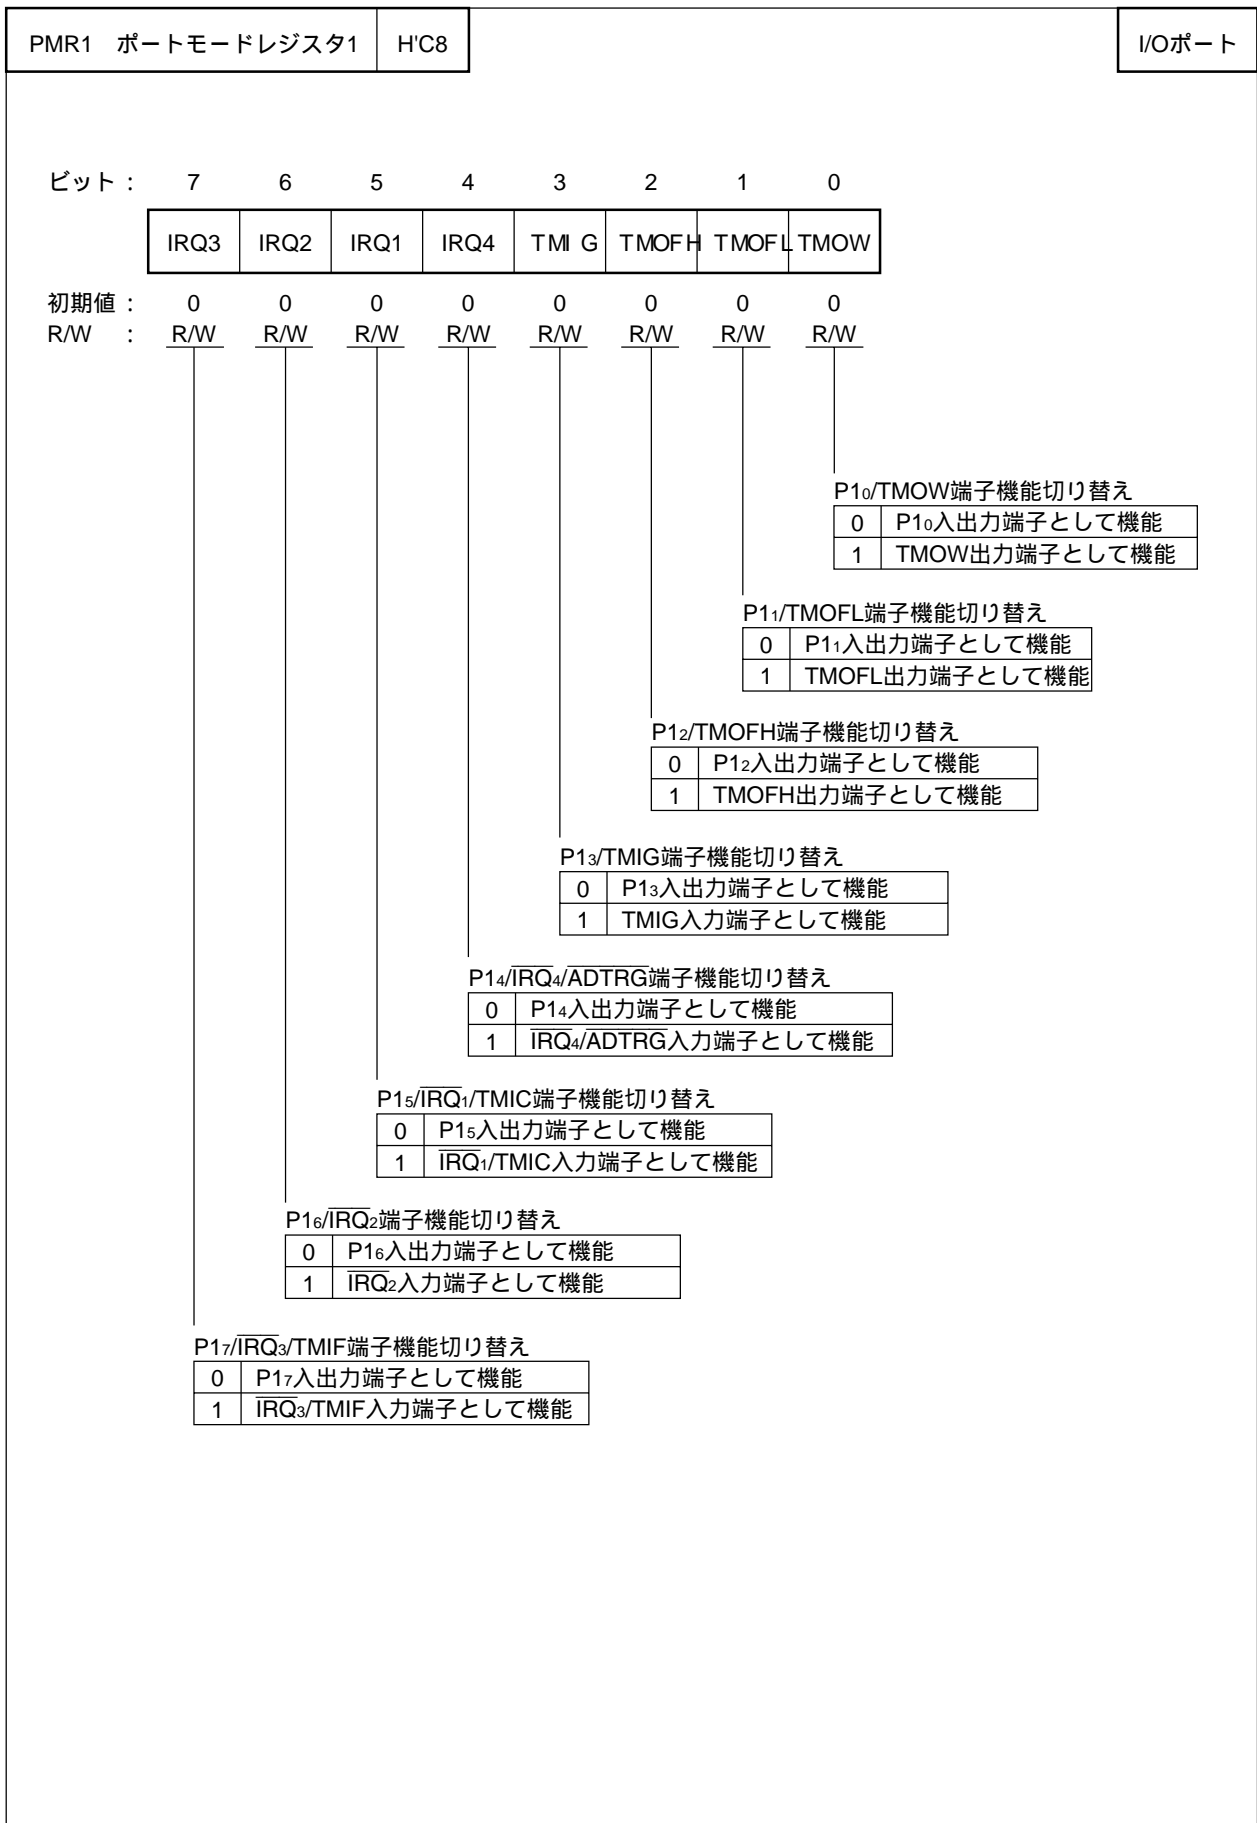 PMR1 ポートモードレジスタ1 H'C8 I/Oポート
ビット : 7 6 5 4 3 2 1 0
IRQ3 IRQ2 IRQ1 IRQ4 TMIG TMOFH TMOFL TMOW
初期値 : 0 0 0 0 0 0 0 0
R/W : R/W R/W R/W R/W R/W R/W R/W R/W
P10/TMOW端子機能切り替え
0 P10入出力端子として機能
1 TMOW出力端子として機能
P11/TMOFL端子機能切り替え
0 P11入出力端子として機能
1 TMOFL出力端子として機能
P12/TMOFH端子機能切り替え
0 P12入出力端子として機能
1 TMOFH出力端子として機能
P13/TMIG端子機能切り替え
0 P13入出力端子として機能
1 TMIG入力端子として機能
P14/IRQ4/ADTRG端子機能切り替え
0 P14入出力端子として機能
1 IRQ4/ADTRG入力端子として機能
P15/IRQ1/TMIC端子機能切り替え
0 P15入出力端子として機能
1 IRQ1/TMIC入力端子として機能
P16/IRQ2端子機能切り替え
0 P16入出力端子として機能
1 IRQ2入力端子として機能
P17/IRQ3/TMIF端子機能切り替え
0 P17入出力端子として機能
1 IRQ3/TMIF入力端子として機能